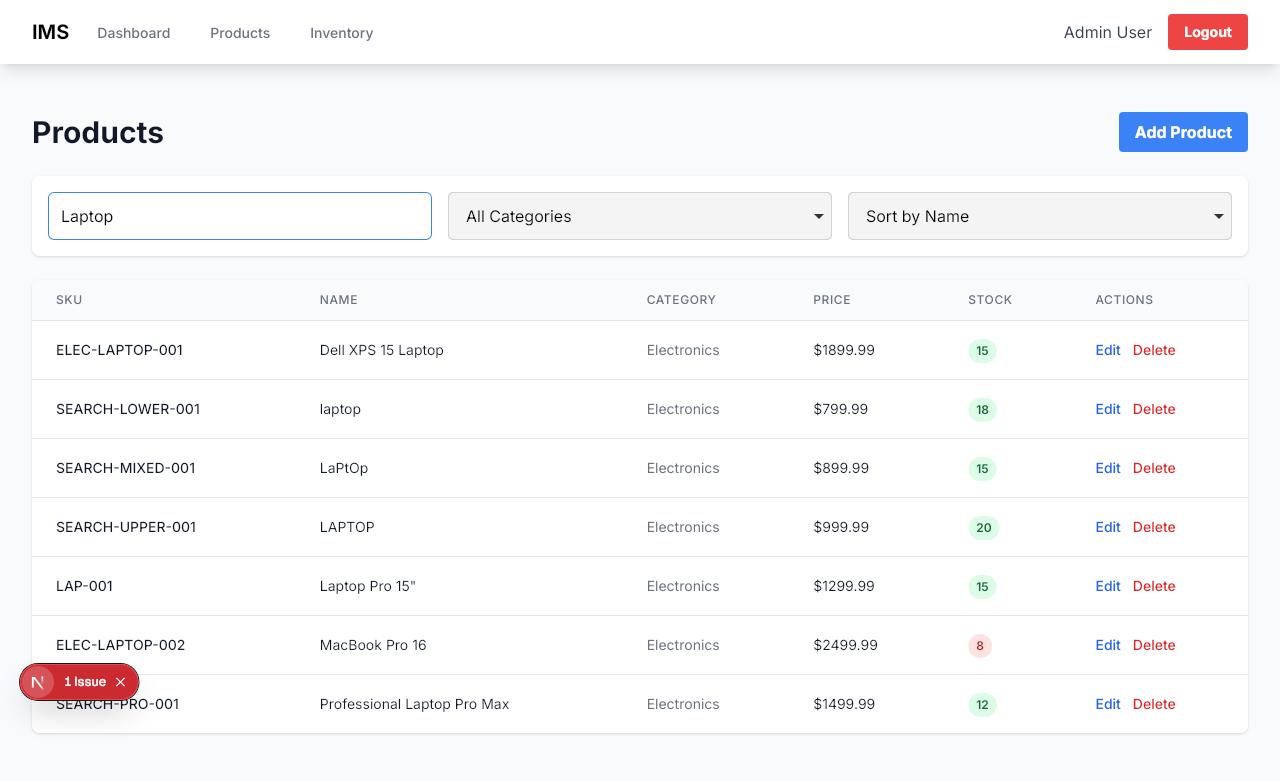 IMS Dashboard Products Inventory Admin User Logout
Products Add Product
Laptop All Categories Sort by Name
SKU NAME CATEGORY PRICE STOCK ACTIONS
ELEC-LAPTOP-001 Dell XPS 15 Laptop Electronics $1899.99 15 Edit Delete
SEARCH-LOWER-001 laptop Electronics $799.99 18 Edit Delete
SEARCH-MIXED-001 LaPtOp Electronics $899.99 15 Edit Delete
SEARCH-UPPER-001 LAPTOP Electronics $999.99 20 Edit Delete
LAP-001 Laptop Pro 15" Electronics $1299.99 15 Edit Delete
ELEC-LAPTOP-002 MacBook Pro 16 Electronics $2499.99 8 Edit Delete
N 1 Issue
SEARCH-PRO-001 Professional Laptop Pro Max Electronics $1499.99 12 Edit Delete